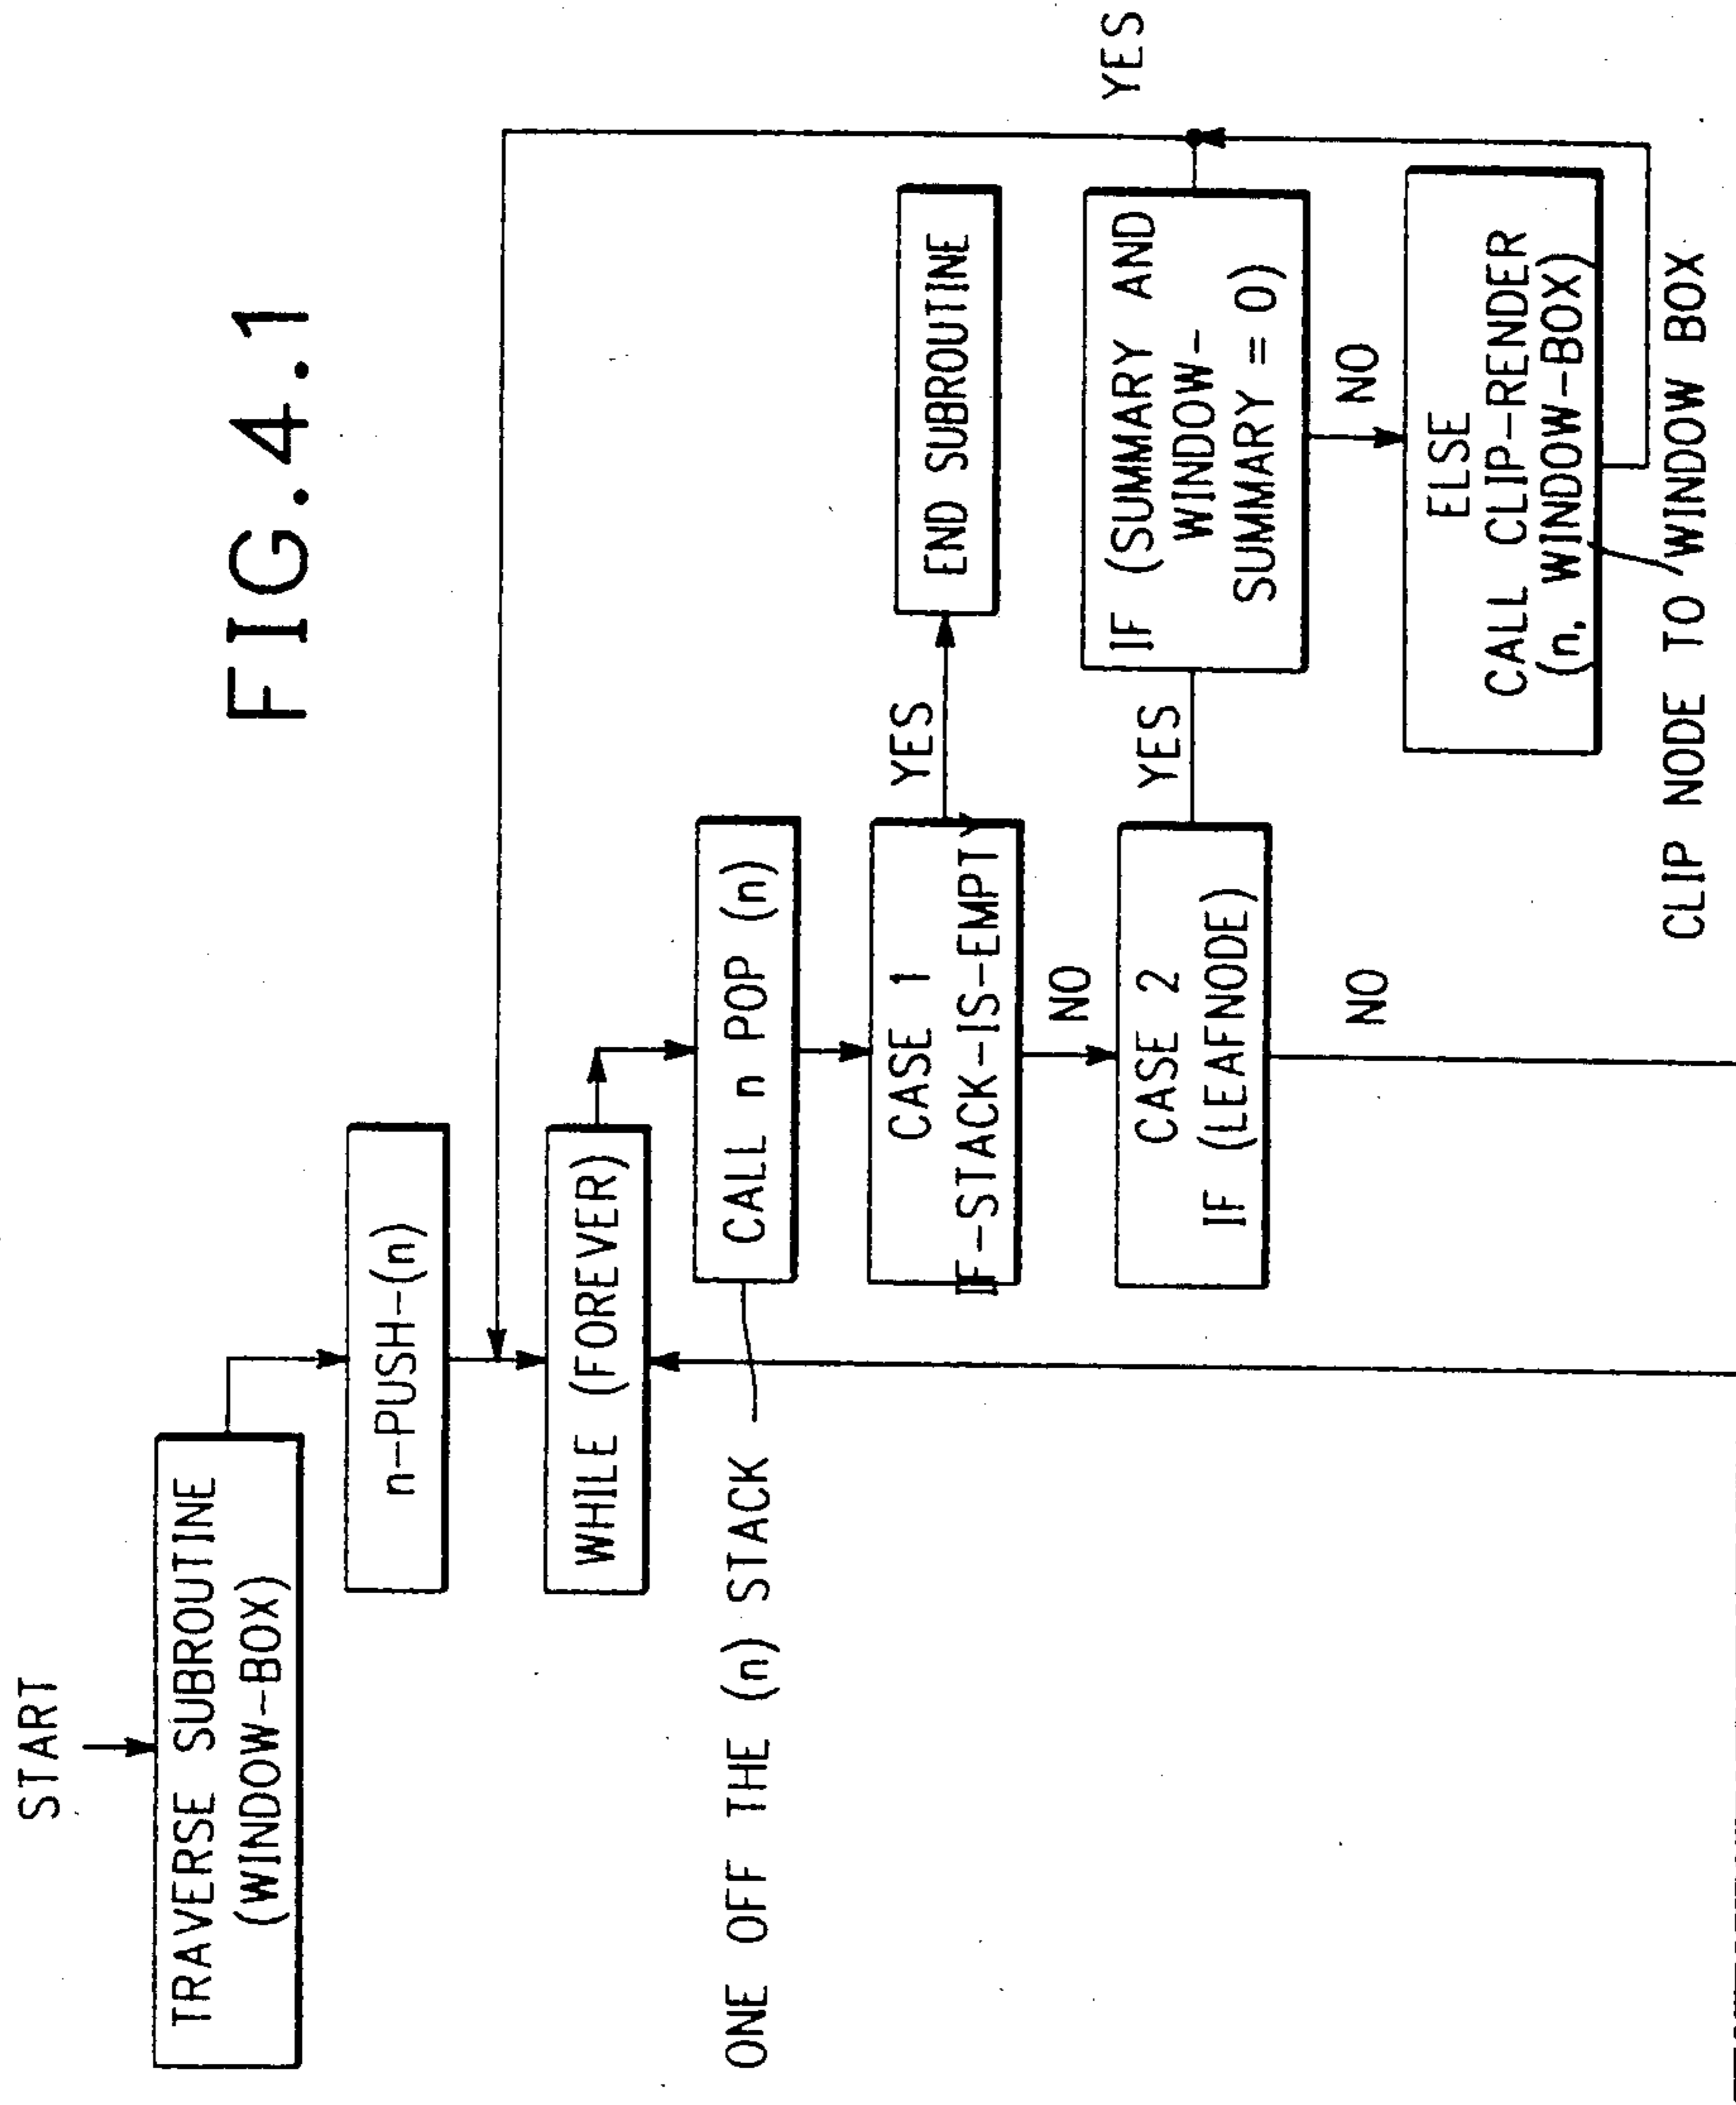 FIG.4.1
START
TRAVERSE SUBROUTINE
(WINDOW-BOX)
n-PUSH-(n)
WHILE (FOREVER)
ONE OFF THE (n) STACK
CALL n POP (n)
CASE 1
IF-STACK-IS-EMPTY
YES
END SUBROUTINE
NO
CASE 2
IF (LEAFNODE)
YES
IF (SUMMARY AND
WINDOW-
SUMMARY = 0)
YES
NO
NO
ELSE
CALL CLIP-RENDER
(n, WINDOW-BOX)
CLIP NODE TO WINDOW BOX